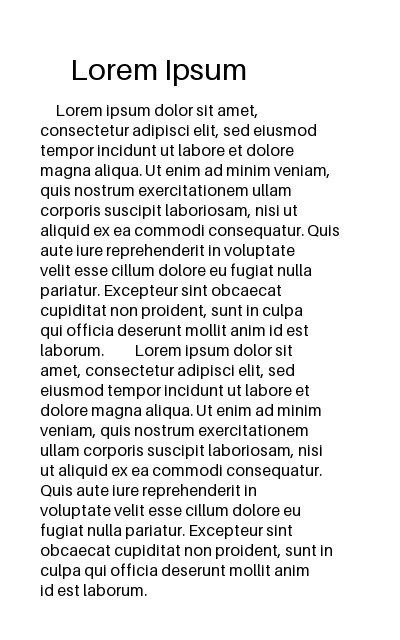 Lorem Ipsum
Lorem ipsum dolor sit amet,
consectetur adipisci elit, sed eiusmod
tempor incidunt ut labore et dolore
magna aliqua. Ut enim ad minim veniam,
quis nostrum exercitationem ullam
corporis suscipit laboriosam, nisi ut
aliquid ex ea commodi consequatur. Quis
aute iure reprehenderit in voluptate
velit esse cillum dolore eu fugiat nulla
pariatur. Excepteur sint obcaecat
cupiditat non proident, sunt in culpa
qui officia deserunt mollit anim id est
laborum. Lorem ipsum dolor sit
amet, consectetur adipisci elit, sed
eiusmod tempor incidunt ut labore et
dolore magna aliqua. Ut enim ad minim
veniam, quis nostrum exercitationem
ullam corporis suscipit laboriosam, nisi
ut aliquid ex ea commodi consequatur.
Quis aute iure reprehenderit in
voluptate velit esse cillum dolore eu
fugiat nulla pariatur. Excepteur sint
obcaecat cupiditat non proident, sunt in
culpa qui officia deserunt mollit anim
id est laborum.